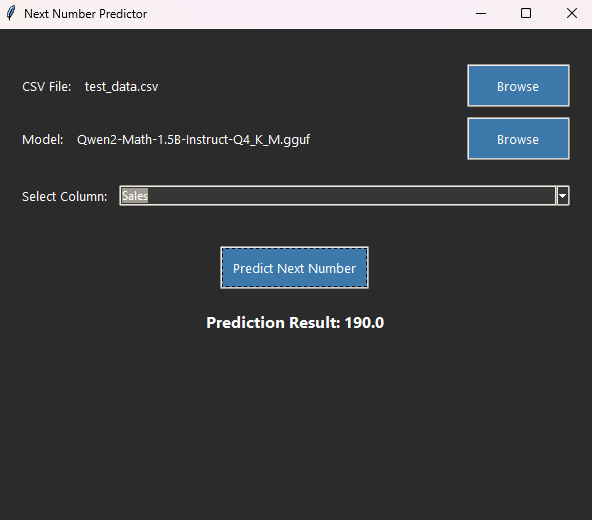 Next Number Predictor
CSV File: test_data.csv Browse
Model: Qwen2-Math-1.5B-Instruct-Q4_K_M.gguf Browse
Select Column: Sales
Predict Next Number
Prediction Result: 190.0